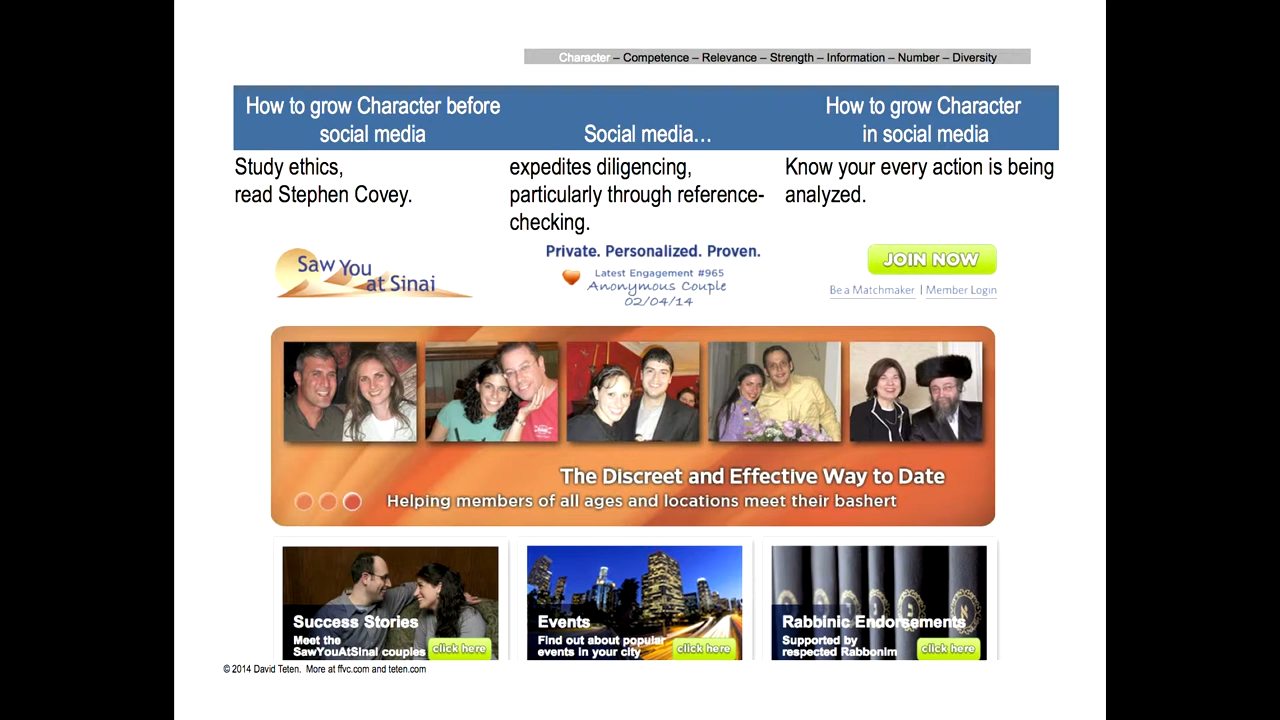 Character – Competence – Relevance – Strength – Information – Number – Diversity
How to grow Character before
social media
Social media…
How to grow Character
in social media
Study ethics,
read Stephen Covey.
expedites diligencing,
particularly through reference-
checking.
Know your every action is being
analyzed.
Saw You
at Sinai
Private. Personalized. Proven.
Latest Engagement #965
Anonymous Couple
02/04/14
JOIN NOW
Be a Matchmaker | Member Login
The Discreet and Effective Way to Date
Helping members of all ages and locations meet their bashert
Success Stories
Meet the
SawYouAtSinai couples
click here
Events
Find out about popular
events in your city
click here
Rabbinic Endorsements
Supported by
respected Rabbonim
click here
© 2014 David Teten. More at ffvc.com and teten.com